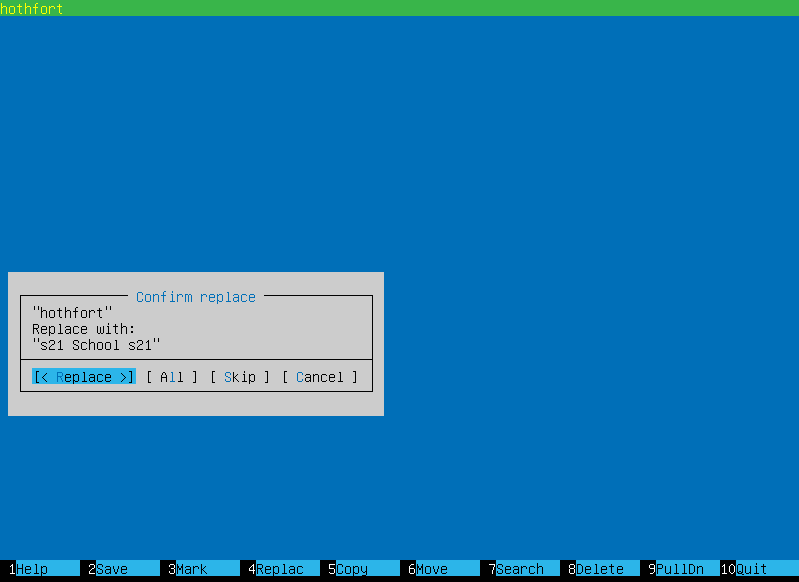 hothfort
Confirm replace
"hothfort"
Replace with:
"s21 School s21"
[< Replace >] [ All ] [ Skip ] [ Cancel ]
1Help 2Save 3Mark 4Replac 5Copy 6Move 7Search 8Delete 9PullDn 10Quit